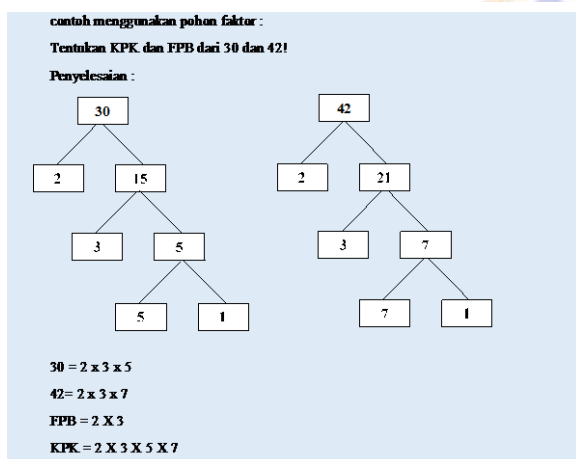 contoh menggunakan pohon faktor :
Tentukan KPK dan FPB dari 30 dan 42!
Penyelesaian :
30 42
2 15 2 21
3 5 3 7
5 1 7 1
30 = 2 x 3 x 5
42= 2 x 3 x 7
FPB = 2 X 3
KPK = 2 X 3 X 5 X 7